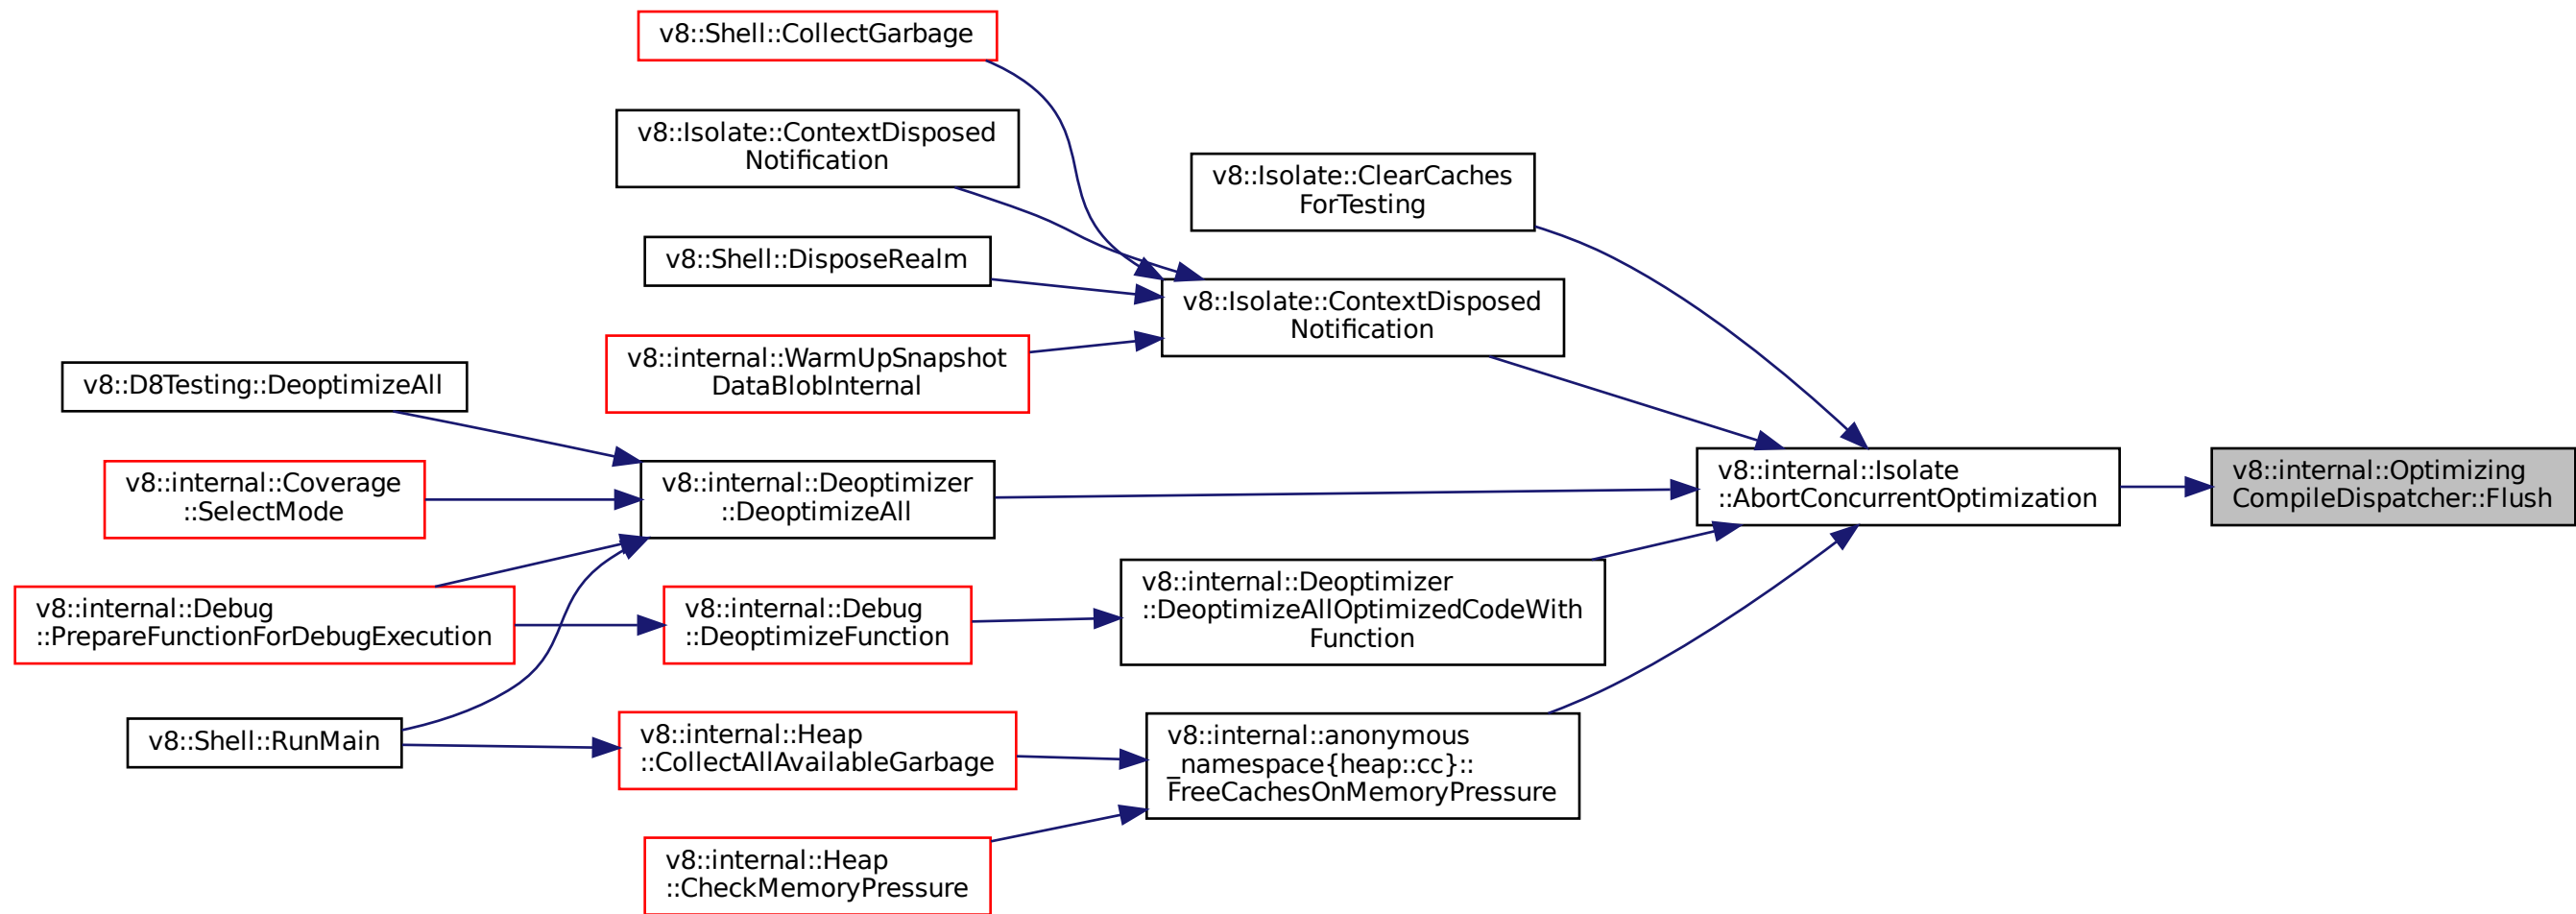 v8::Shell::CollectGarbage
v8::Isolate::ContextDisposed
Notification
v8::Shell::DisposeRealm
v8::internal::WarmUpSnapshot
DataBlobInternal
v8::D8Testing::DeoptimizeAll
v8::internal::Coverage
::SelectMode
v8::internal::Debug
::PrepareFunctionForDebugExecution
v8::Shell::RunMain
v8::internal::Deoptimizer
::DeoptimizeAll
v8::internal::Debug
::DeoptimizeFunction
v8::internal::Heap
::CollectAllAvailableGarbage
v8::internal::Heap
::CheckMemoryPressure
v8::Isolate::ClearCaches
ForTesting
v8::Isolate::ContextDisposed
Notification
v8::internal::Deoptimizer
::DeoptimizeAllOptimizedCodeWith
Function
v8::internal::anonymous
_namespace{heap::cc}::
FreeCachesOnMemoryPressure
v8::internal::Isolate
::AbortConcurrentOptimization
v8::internal::Optimizing
CompileDispatcher::Flush